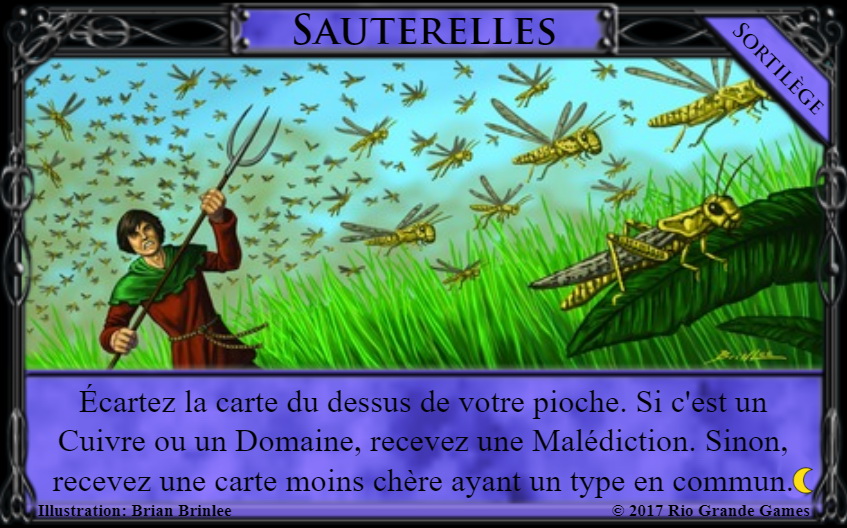 Sauterelles
Sortilège
Brinlee
Écartez la carte du dessus de votre pioche. Si c'est un
Cuivre ou un Domaine, recevez une Malédiction. Sinon,
recevez une carte moins chère ayant un type en commun.
Illustration: Brian Brinlee © 2017 Rio Grande Games